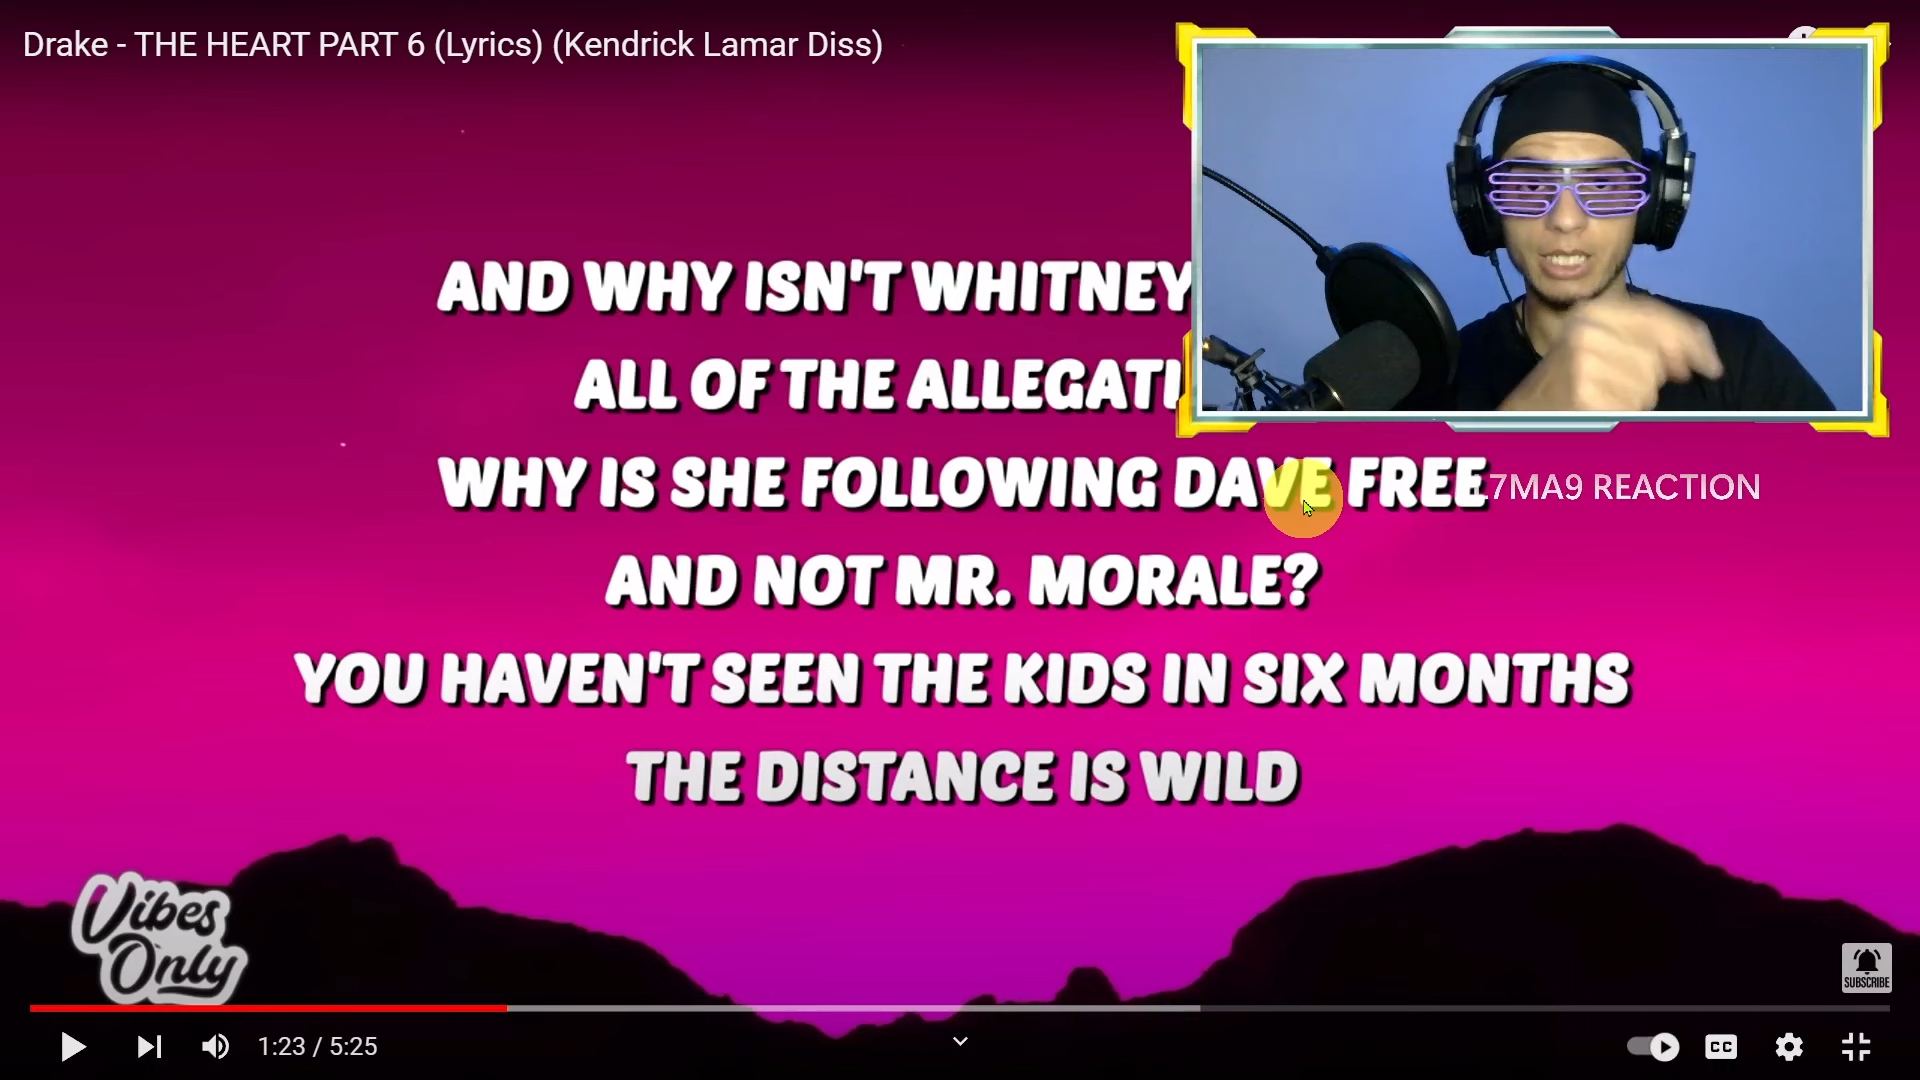 Drake - THE HEART PART 6 (Lyrics) (Kendrick Lamar Diss)
AND WHY ISN'T WHITNEY
ALL OF THE
WHY IS SHE FOLLOWING DAVE FREE
7MA9 REACTION
AND NOT MR. MORALE?
YOU HAVEN'T SEEN THE KIDS IN SIX MONTHS
THE DISTANCE IS WILD
Vibes
Only
SUBSCRIBE
1:23 / 5:25
CC